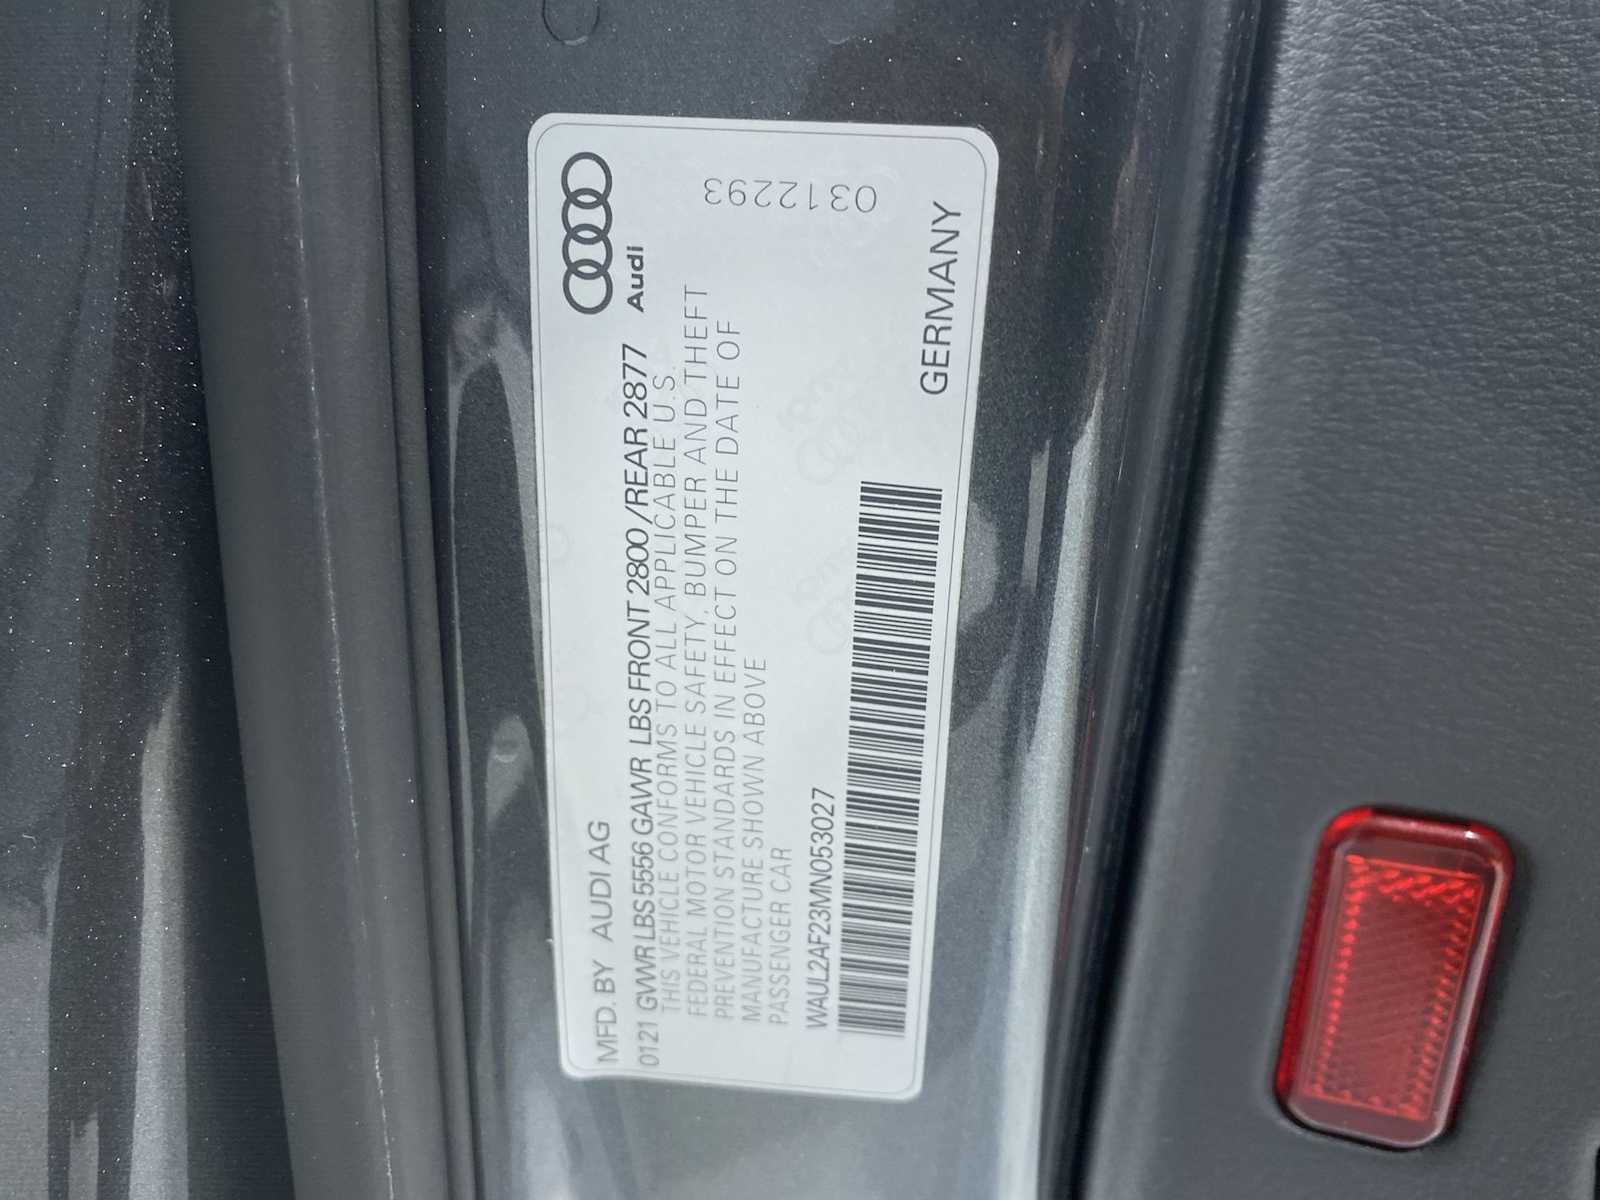 MFD. BY AUDI AG
0121 GWWR LBS 5556 GAWR LBS FRONT 2800 /REAR 2877
THIS VEHICLE CONFORMS TO ALL APPLICABLE U.S.
FEDERAL MOTOR VEHICLE SAFETY, BUMPER AND THEFT
PREVENTION STANDARDS IN EFFECT ON THE DATE OF
MANUFACTURE SHOWN ABOVE
PASSENGER CAR
WAUL2AF23MN053027
Audi
0312293
GERMANY